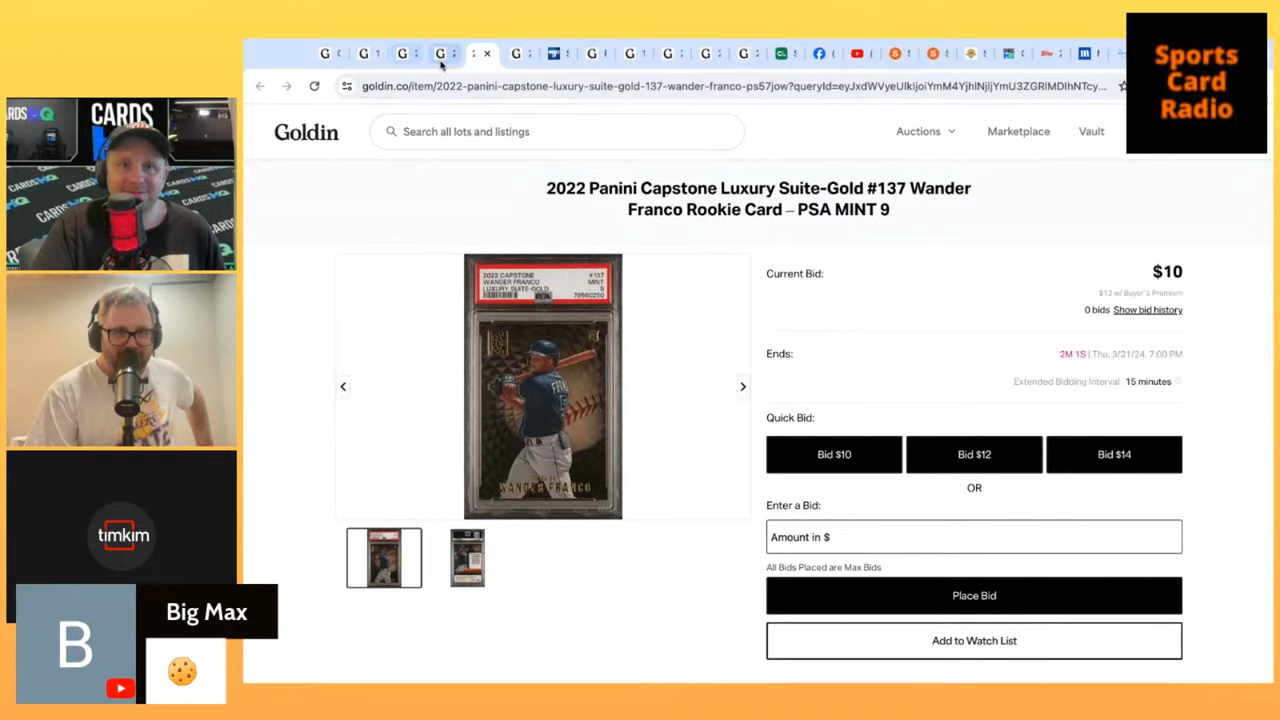 Sports
Card
Radio
goldin.co/item/2022-panini-capstone-luxury-suite-gold-137-wander-franco-ps57jow?queryId=eyJxdWVyeUlkIjoiYmM4YjhlNjljYmU3ZGRlMDlhNTcy...
Goldin
Search all lots and listings
Auctions
Marketplace
Vault
2022 Panini Capstone Luxury Suite-Gold #137 Wander
Franco Rookie Card – PSA MINT 9
2022 CAPSTONE #137
WANDER FRANCO MINT
LUXURY SUITE-GOLD 9
PSA 78560250
WANDER FRANCO
Current Bid: $10
$12 w/ Buyer's Premium
0 bids Show bid history
Ends: 2M 1S | Thu, 3/21/24, 7:00 PM
Extended Bidding Interval 15 minutes
Quick Bid:
Bid $10
Bid $12
Bid $14
OR
Enter a Bid:
Amount in $
All Bids Placed are Max Bids
Place Bid
Add to Watch List
CARDS
timkim
B
Big Max